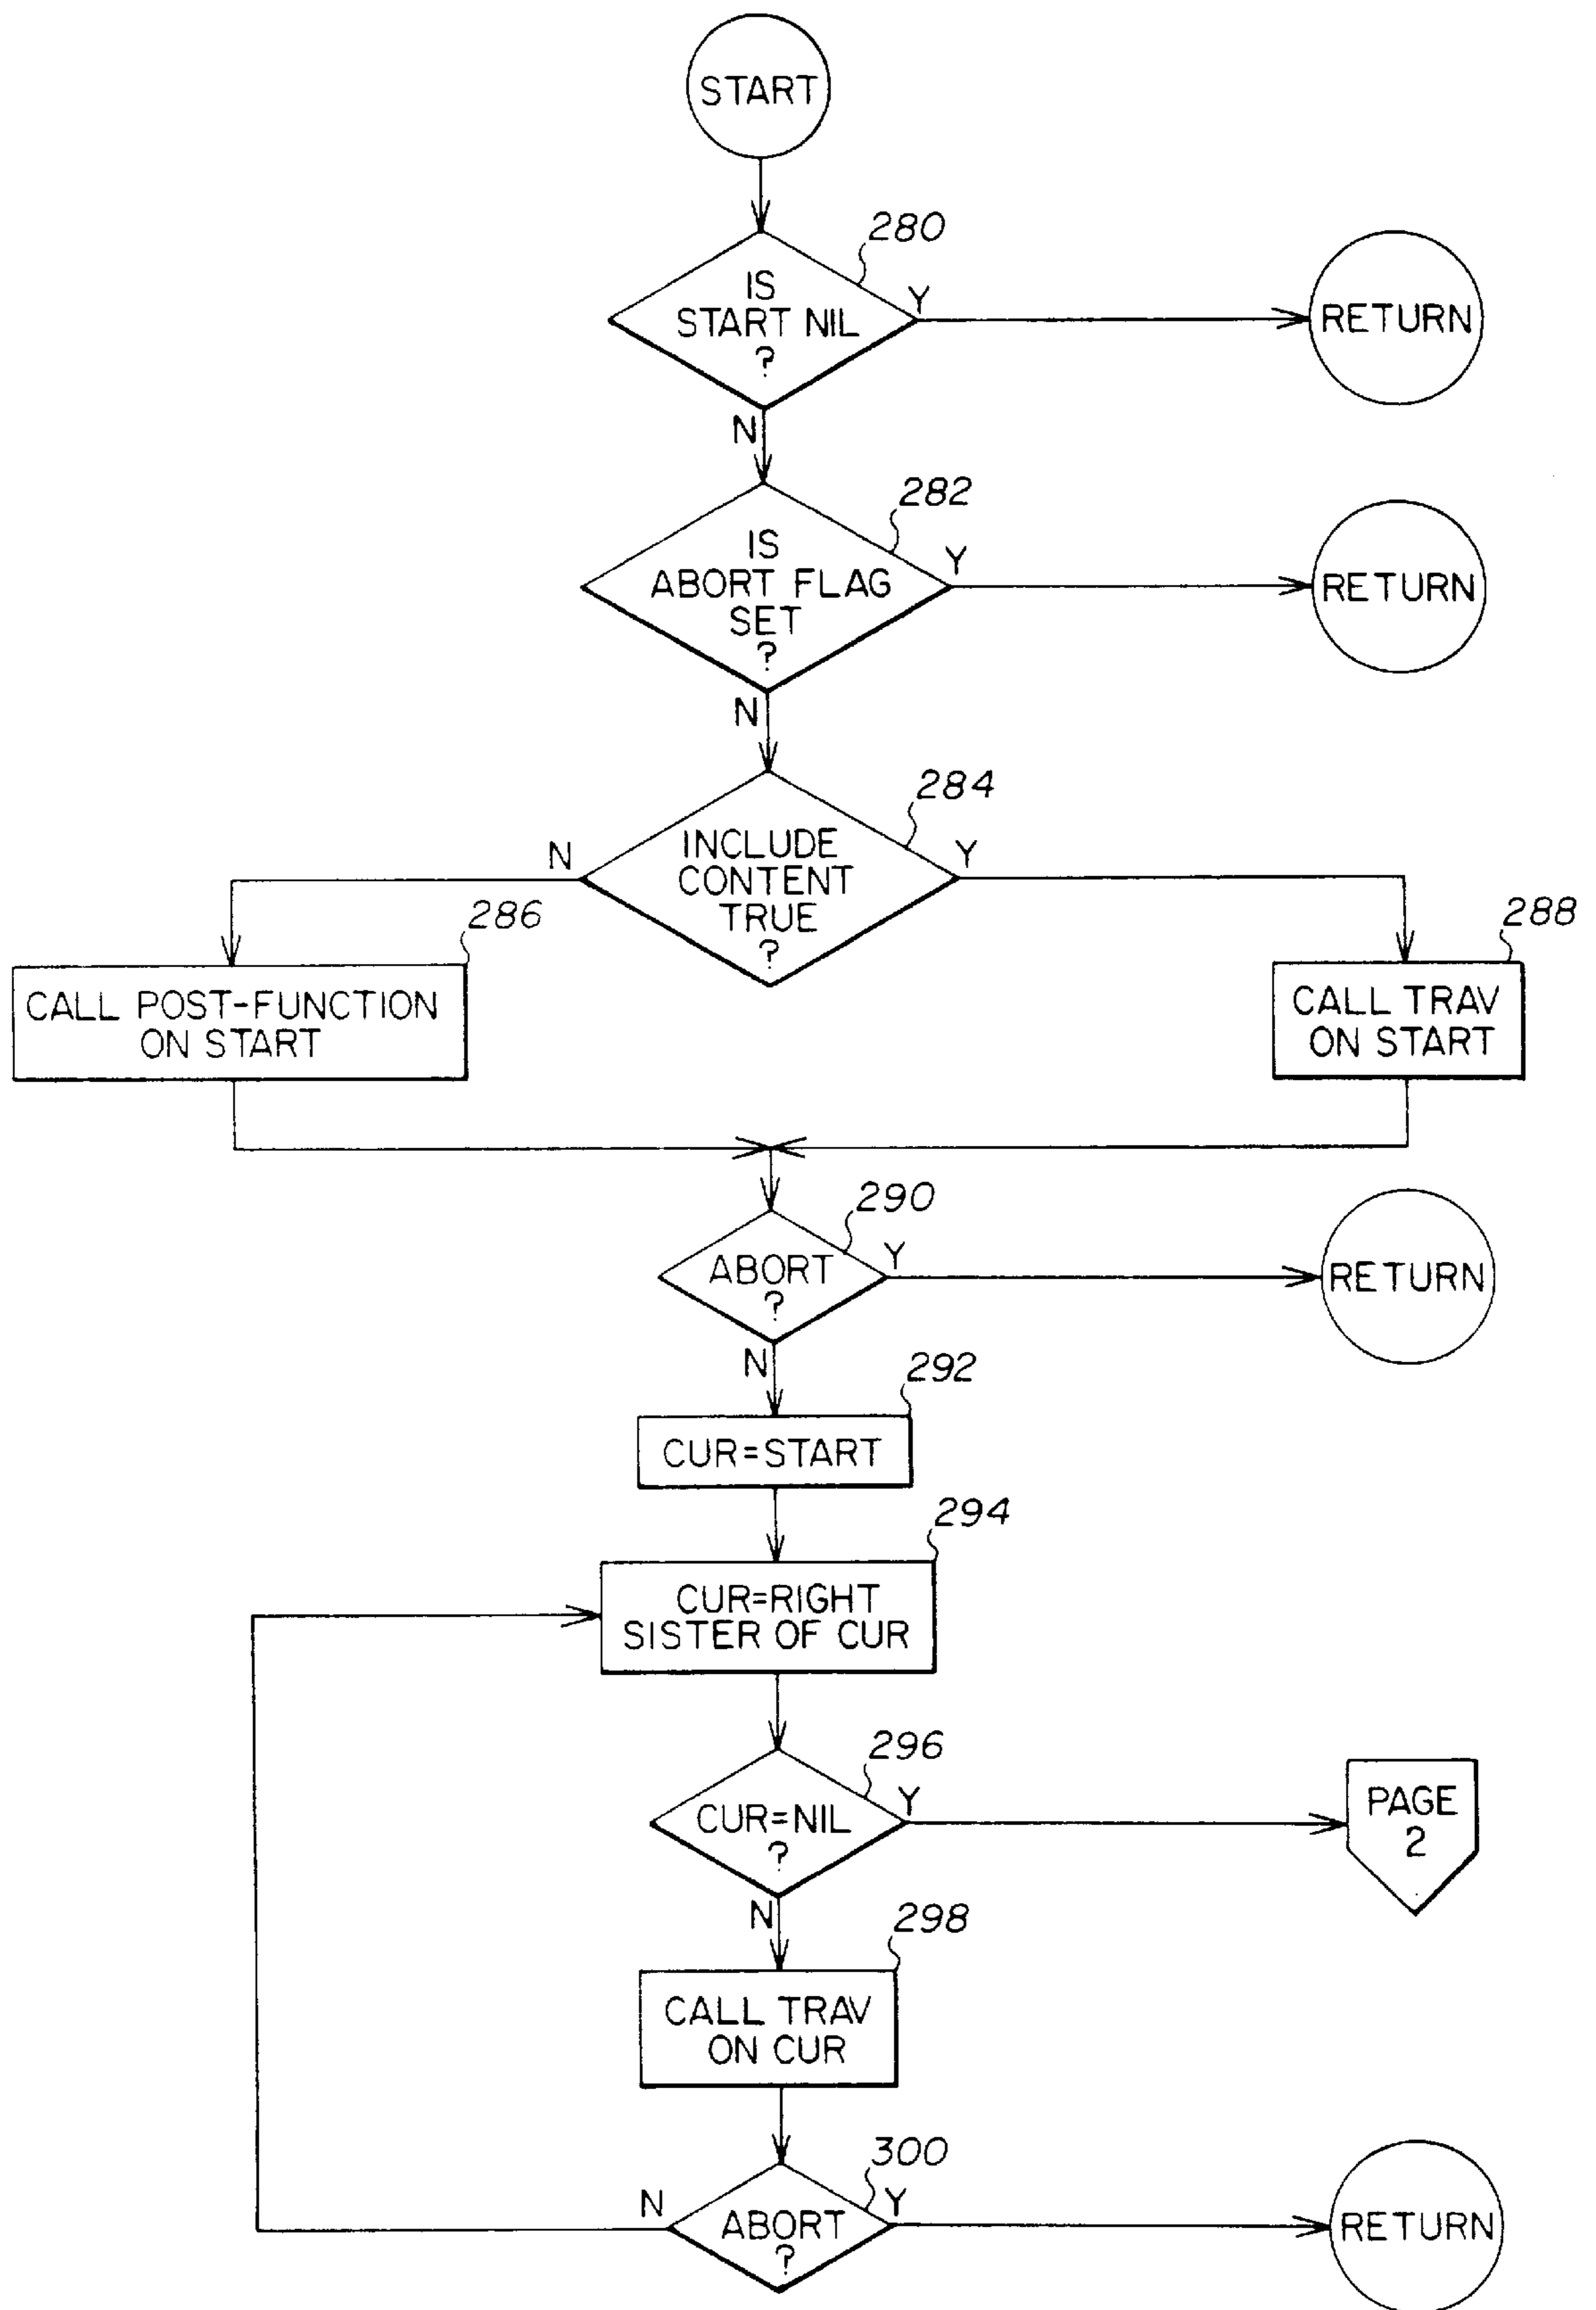 START
280
IS
START NIL
?
Y
RETURN
N
282
IS
ABORT FLAG
SET
?
Y
RETURN
N
284
INCLUDE
CONTENT
TRUE
?
N
Y
286
CALL POST-FUNCTION
ON START
288
CALL TRAV
ON START
290
ABORT
?
Y
RETURN
N
292
CUR=START
294
CUR=RIGHT
SISTER OF CUR
296
CUR=NIL
?
Y
PAGE
2
N
298
CALL TRAV
ON CUR
300
ABORT
?
N
Y
RETURN